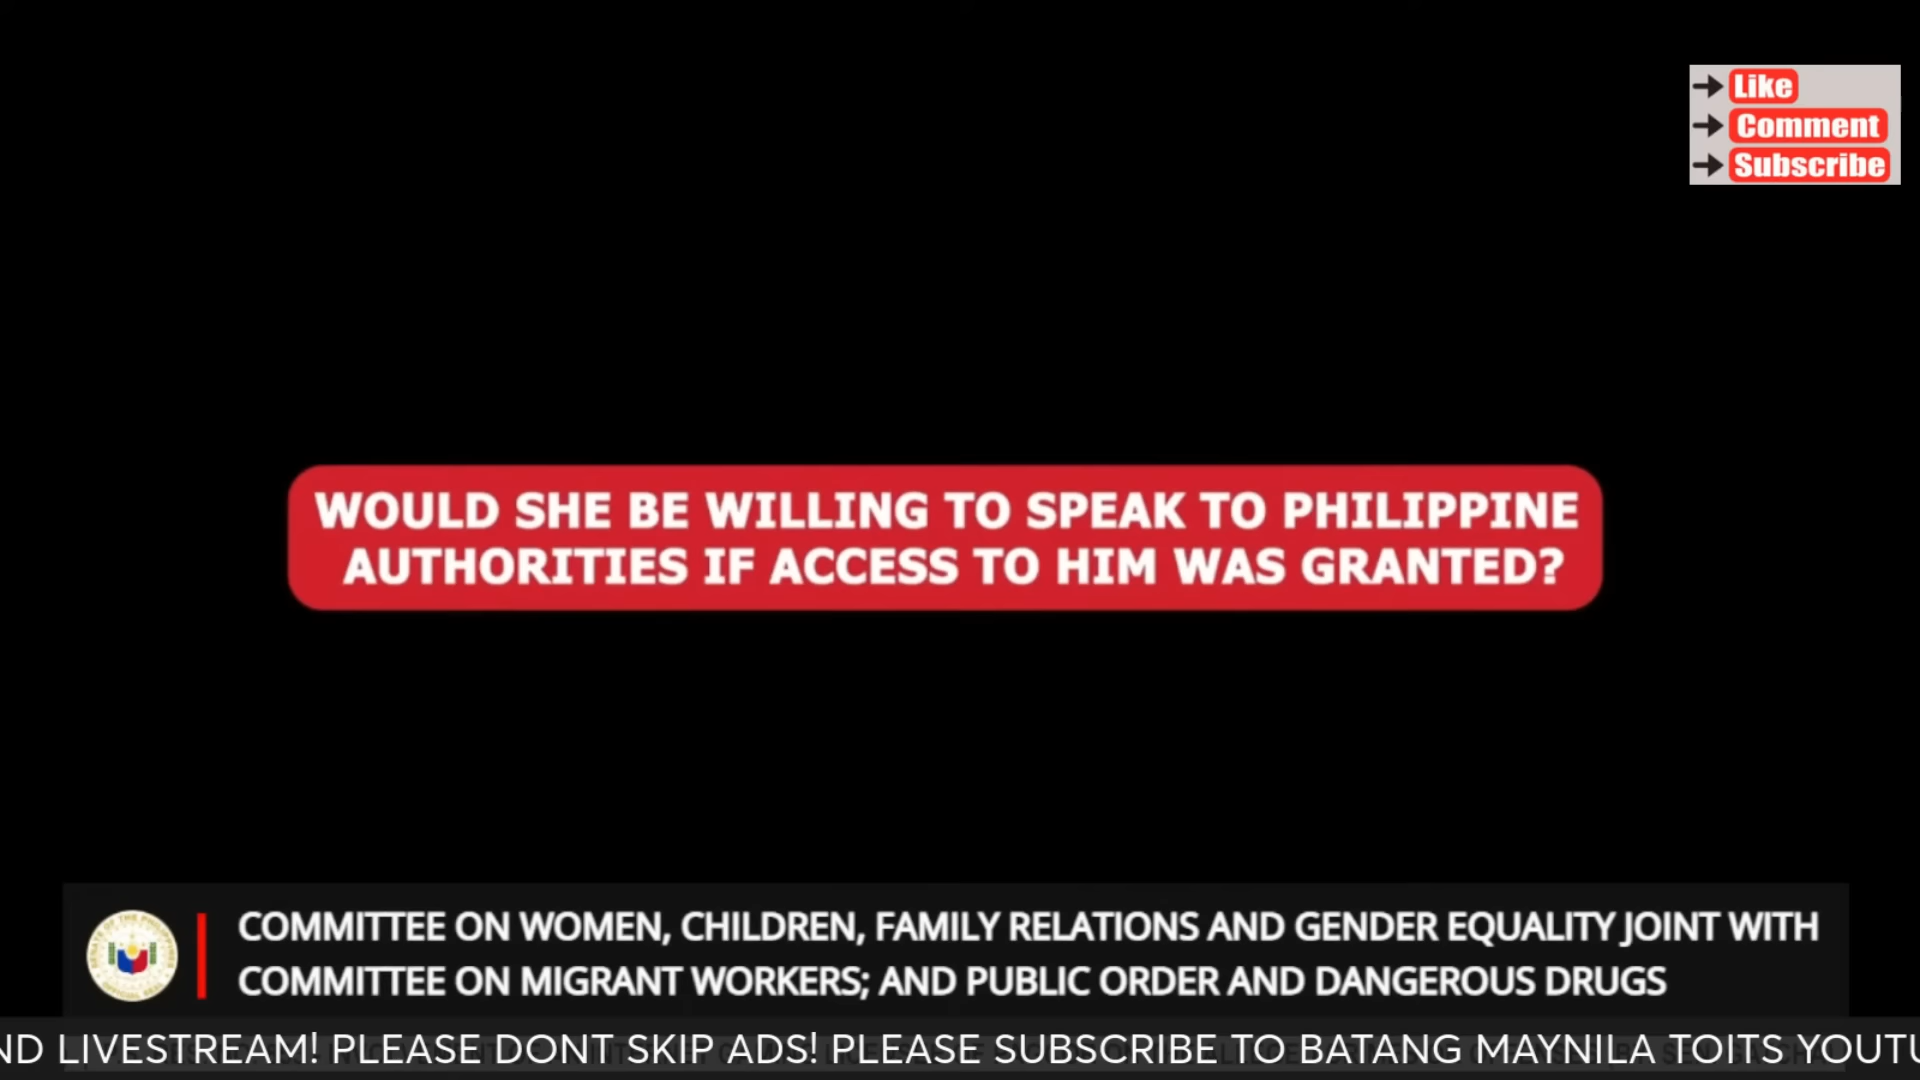 Like
Comment
Subscribe
WOULD SHE BE WILLING TO SPEAK TO PHILIPPINE
AUTHORITIES IF ACCESS TO HIM WAS GRANTED?
COMMITTEE ON WOMEN, CHILDREN, FAMILY RELATIONS AND GENDER EQUALITY JOINT WITH
COMMITTEE ON MIGRANT WORKERS; AND PUBLIC ORDER AND DANGEROUS DRUGS
ND LIVESTREAM! PLEASE DONT SKIP ADS! PLEASE SUBSCRIBE TO BATANG MAYNILA TOITS YOUTU